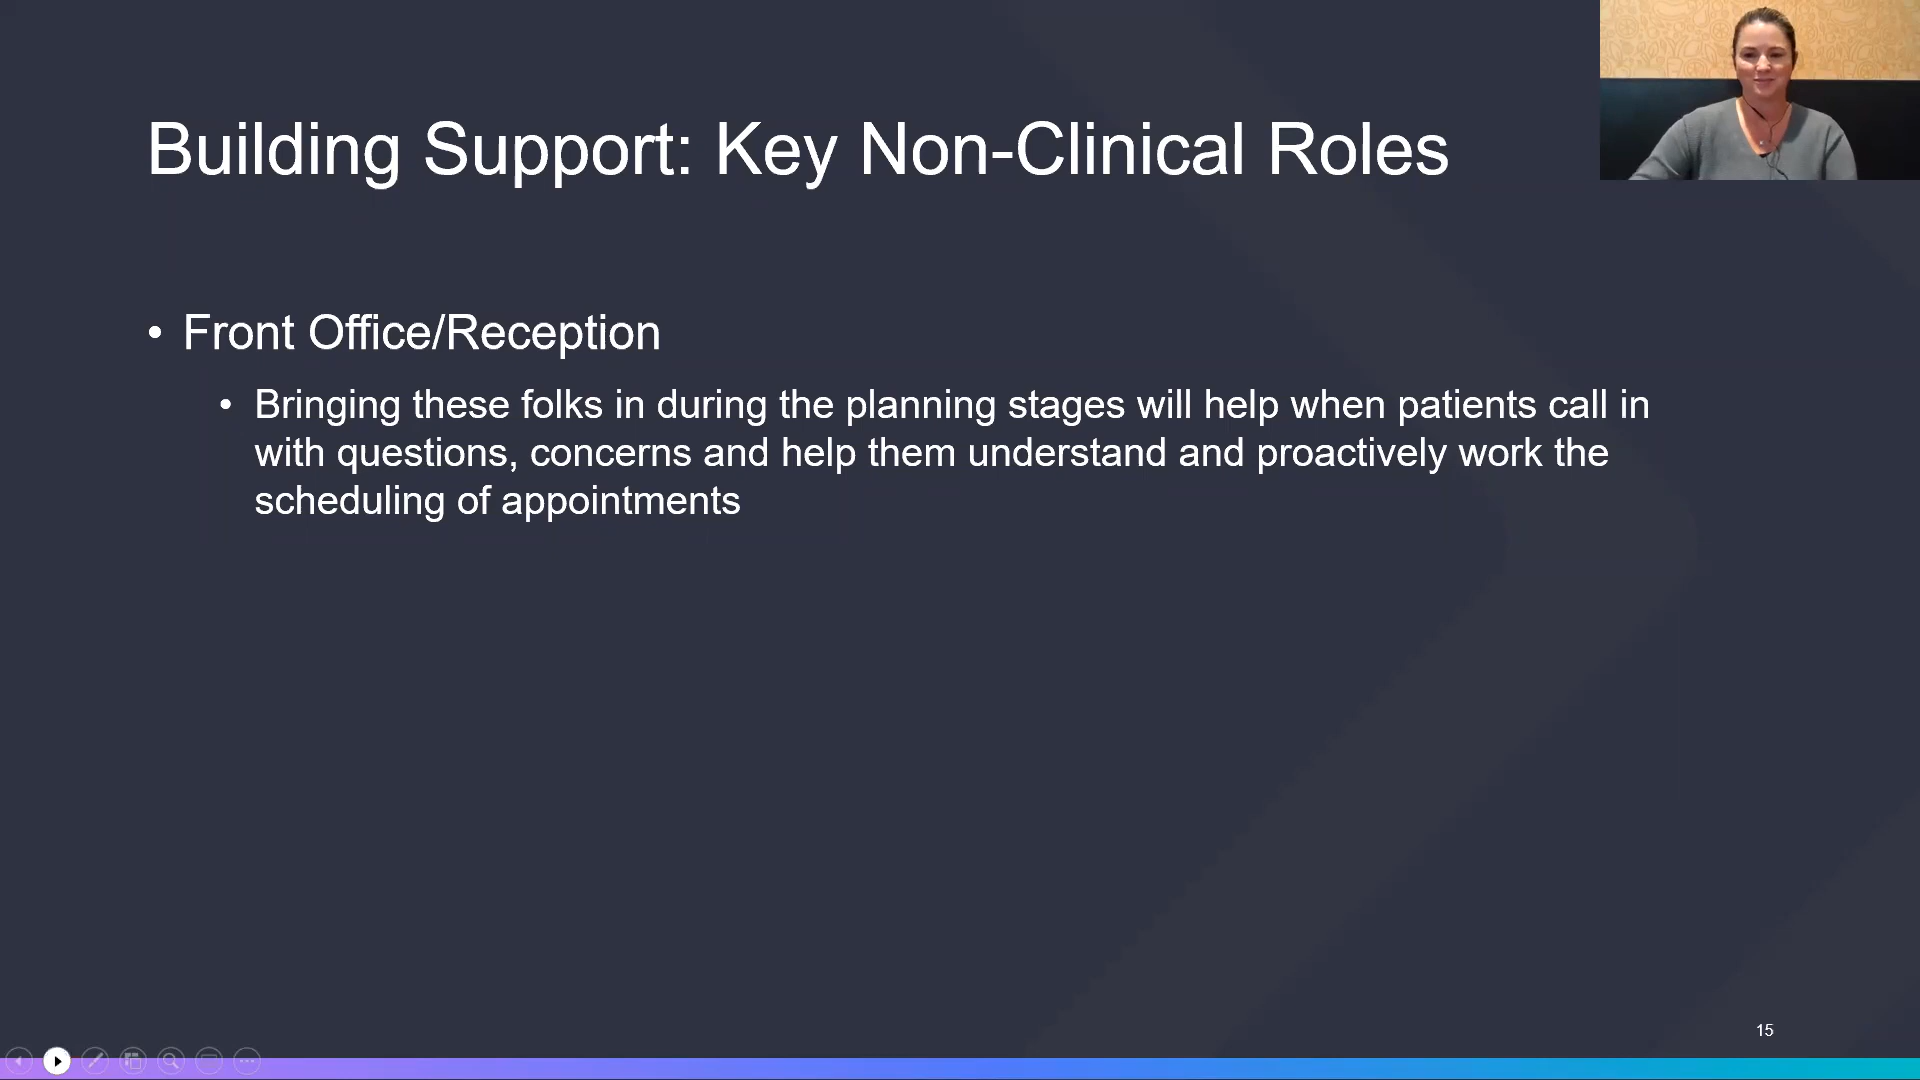 Building Support: Key Non-Clinical Roles
• Front Office/Reception
• Bringing these folks in during the planning stages will help when patients call in
with questions, concerns and help them understand and proactively work the
scheduling of appointments
15